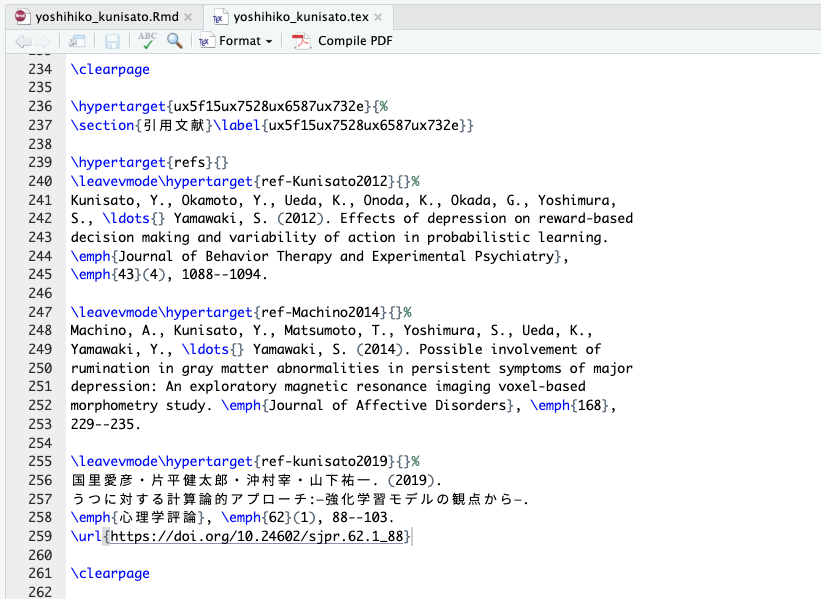 yoshihiko_kunisato.Rmd
yoshihiko_kunisato.tex
ABC
Format
Compile PDF
234 \clearpage
235
236 \hypertarget{ux5f15ux7528ux6587ux732e}{%
237 \section{引用文献}\label{ux5f15ux7528ux6587ux732e}}
238
239 \hypertarget{refs}{}
240 \leavevmode\hypertarget{ref-Kunisato2012}{}%
241 Kunisato, Y., Okamoto, Y., Ueda, K., Onoda, K., Okada, G., Yoshimura,
242 S., \ldots{} Yamawaki, S. (2012). Effects of depression on reward-based
243 decision making and variability of action in probabilistic learning.
244 \emph{Journal of Behavior Therapy and Experimental Psychiatry},
245 \emph{43}(4), 1088--1094.
246
247 \leavevmode\hypertarget{ref-Machino2014}{}%
248 Machino, A., Kunisato, Y., Matsumoto, T., Yoshimura, S., Ueda, K.,
249 Yamawaki, Y., \ldots{} Yamawaki, S. (2014). Possible involvement of
250 rumination in gray matter abnormalities in persistent symptoms of major
251 depression: An exploratory magnetic resonance imaging voxel-based
252 morphometry study. \emph{Journal of Affective Disorders}, \emph{168},
253 229--235.
254
255 \leavevmode\hypertarget{ref-kunisato2019}{}%
256 国里愛彦・片平健太郎・沖村宰・山下祐一. (2019).
257 うつに対する計算論的アプローチ:—強化学習モデルの観点から—.
258 \emph{心理学評論}, \emph{62}(1), 88--103.
259 \url{https://doi.org/10.24602/sjpr.62.1_88}
260
261 \clearpage
262